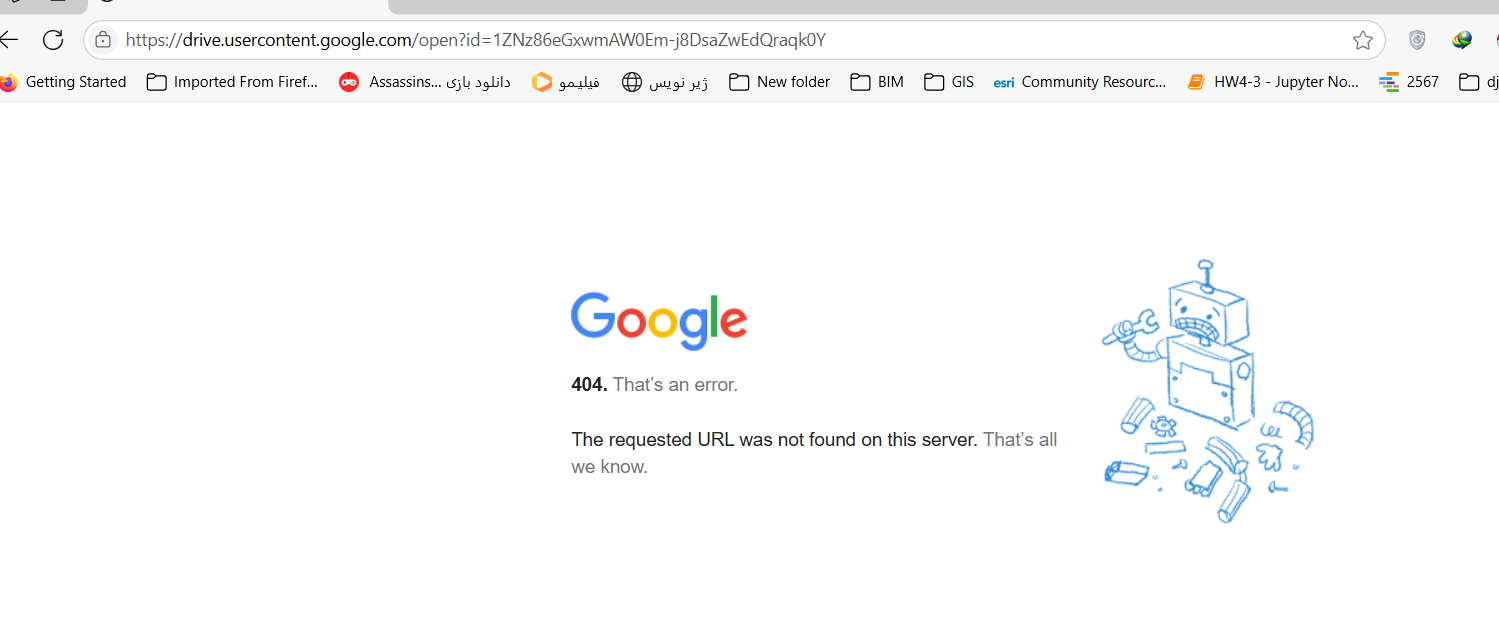 https://drive.usercontent.google.com/open?id=1ZNz86eGxwmAW0Em-j8DsaZwEdQraqk0Y
Getting Started Imported From Firef... Assassins... دانلود بازی فیلیمو ژیر نویس New folder BIM GIS esri Community Resourc... HW4-3 - Jupyter No... 2567 dj
Google
404. That's an error.
The requested URL was not found on this server. That's all
we know.